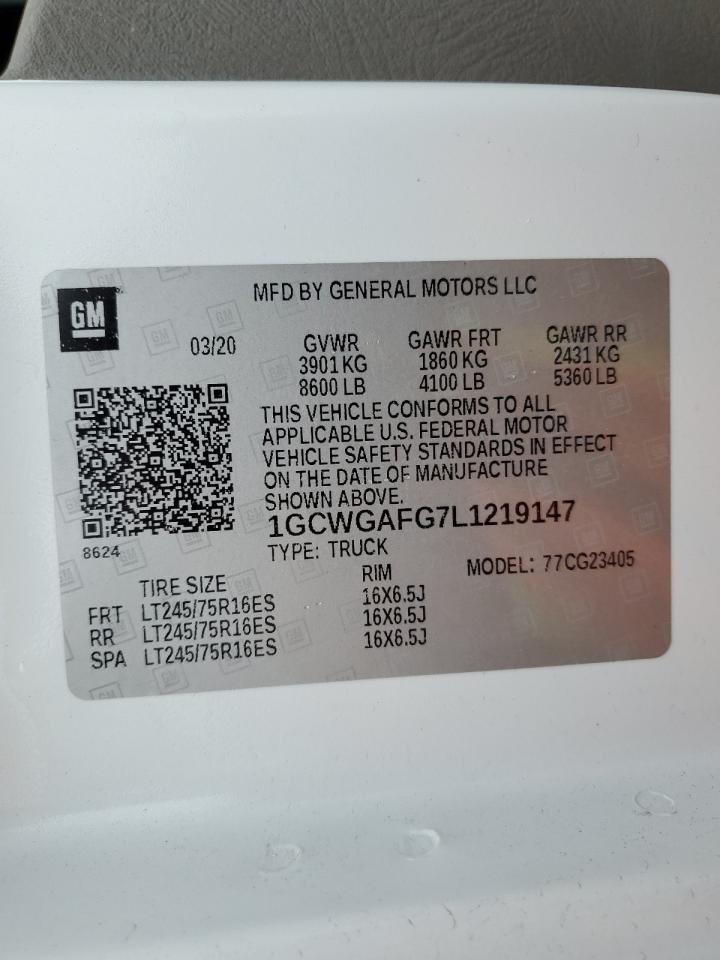 GM
MFD BY GENERAL MOTORS LLC
03/20
GVWR GAWR FRT GAWR RR
3901 KG 1860 KG 2431 KG
8600 LB 4100 LB 5360 LB
THIS VEHICLE CONFORMS TO ALL
APPLICABLE U.S. FEDERAL MOTOR
VEHICLE SAFETY STANDARDS IN EFFECT
ON THE DATE OF MANUFACTURE
SHOWN ABOVE.
1GCWGAFG7L1219147
8624
TYPE: TRUCK MODEL: 77CG23405
TIRE SIZE RIM
FRT LT245/75R16ES 16X6.5J
RR LT245/75R16ES 16X6.5J
SPA LT245/75R16ES 16X6.5J